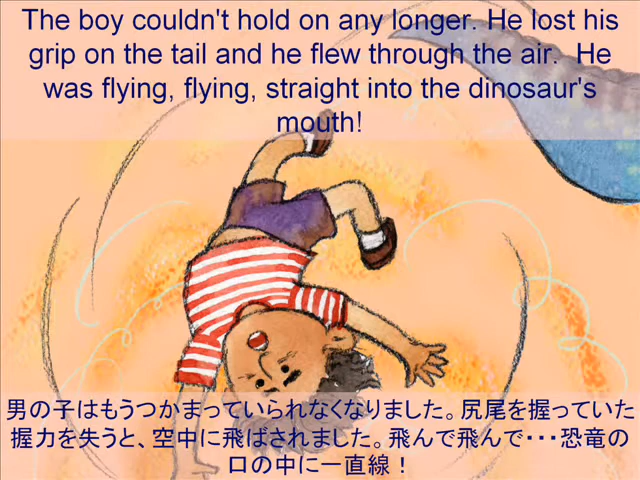 The boy couldn't hold on any longer. He lost his
grip on the tail and he flew through the air.  He
was flying, flying, straight into the dinosaur's
mouth!
男の子はもうつかまっていられなくなりました。尻尾を握っていた
握力を失うと、空中に飛ばされました。飛んで飛んで・・・恐竜の
口の中に一直線！